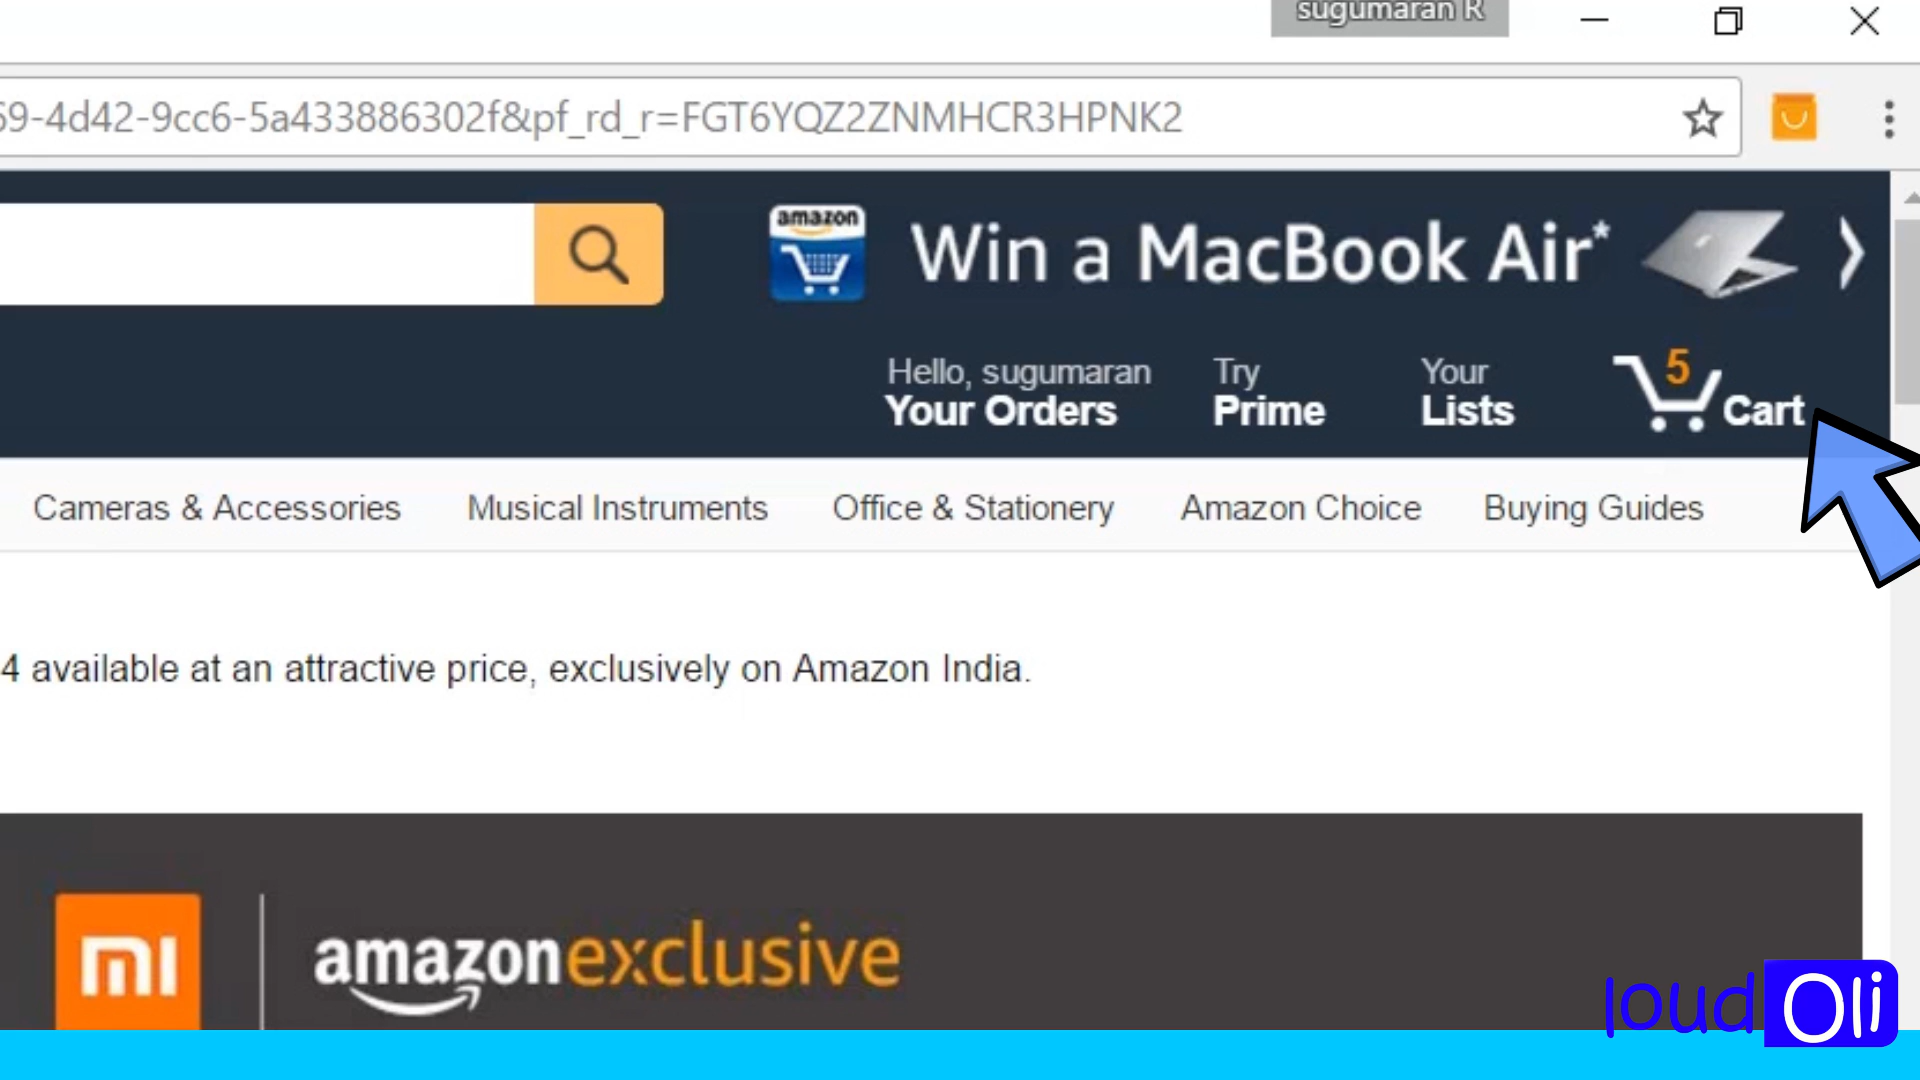 sugumaran R
69-4d42-9cc6-5a433886302f&pf_rd_r=FGT6YQZ2ZNMHCR3HPNK2
amazon
Win a MacBook Air*
Hello, sugumaran
Your Orders
Try
Prime
Your
Lists
5
Cart
Cameras & Accessories
Musical Instruments
Office & Stationery
Amazon Choice
Buying Guides
4 available at an attractive price, exclusively on Amazon India.
mi
amazonexclusive
loud Oli